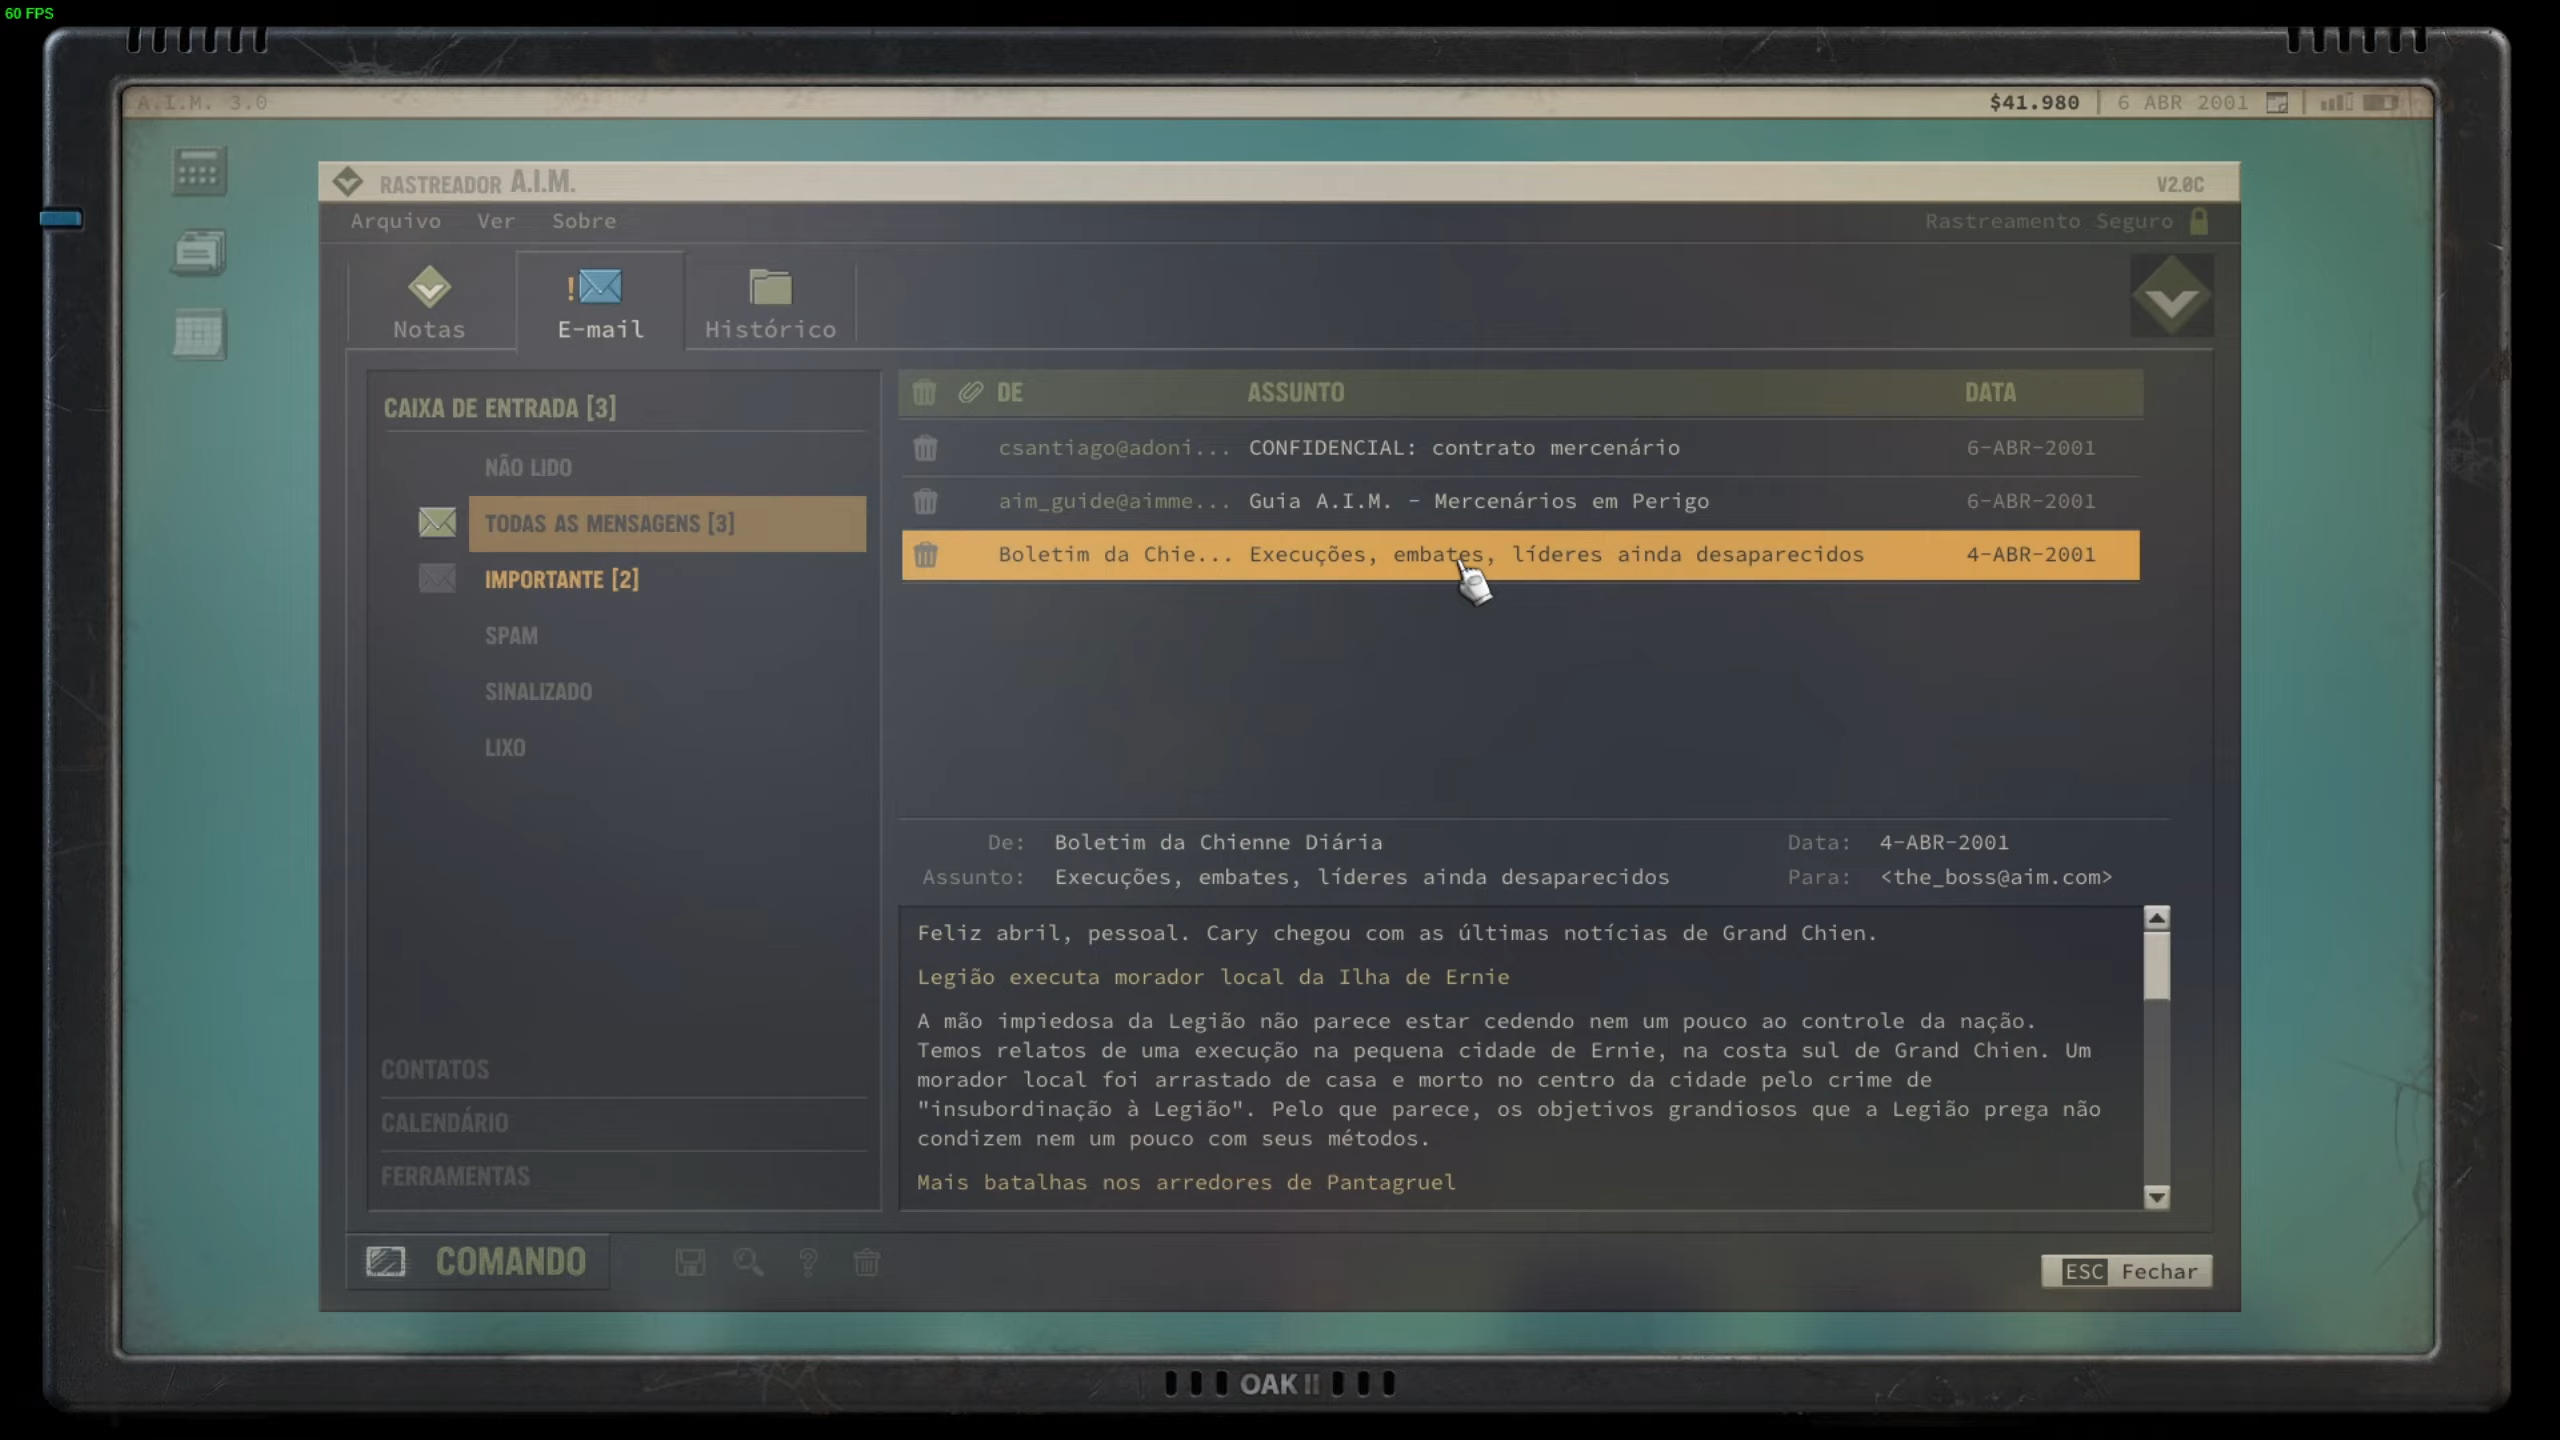 60 FPS
A.I.M. 3.0
$41.980 | 6 ABR 2001
RASTREADOR A.I.M.
V2.0C
Arquivo Ver Sobre
Rastreamento Seguro
Notas
! E-mail
Histórico
CAIXA DE ENTRADA [3]
NÃO LIDO
TODAS AS MENSAGENS [3]
IMPORTANTE [2]
SPAM
SINALIZADO
LIXO
CONTATOS
CALENDÁRIO
FERRAMENTAS
DE ASSUNTO DATA
csantiago@adoni... CONFIDENCIAL: contrato mercenário 6-ABR-2001
aim_guide@aimme... Guia A.I.M. - Mercenários em Perigo 6-ABR-2001
Boletim da Chie... Execuções, embates, líderes ainda desaparecidos 4-ABR-2001
De: Boletim da Chienne Diária Data: 4-ABR-2001
Assunto: Execuções, embates, líderes ainda desaparecidos Para: <the_boss@aim.com>
Feliz abril, pessoal. Cary chegou com as últimas notícias de Grand Chien.
Legião executa morador local da Ilha de Ernie
A mão impiedosa da Legião não parece estar cedendo nem um pouco ao controle da nação.
Temos relatos de uma execução na pequena cidade de Ernie, na costa sul de Grand Chien. Um
morador local foi arrastado de casa e morto no centro da cidade pelo crime de
"insubordinação à Legião". Pelo que parece, os objetivos grandiosos que a Legião prega não
condizem nem um pouco com seus métodos.
Mais batalhas nos arredores de Pantagruel
COMANDO
?
ESC Fechar
OAK II